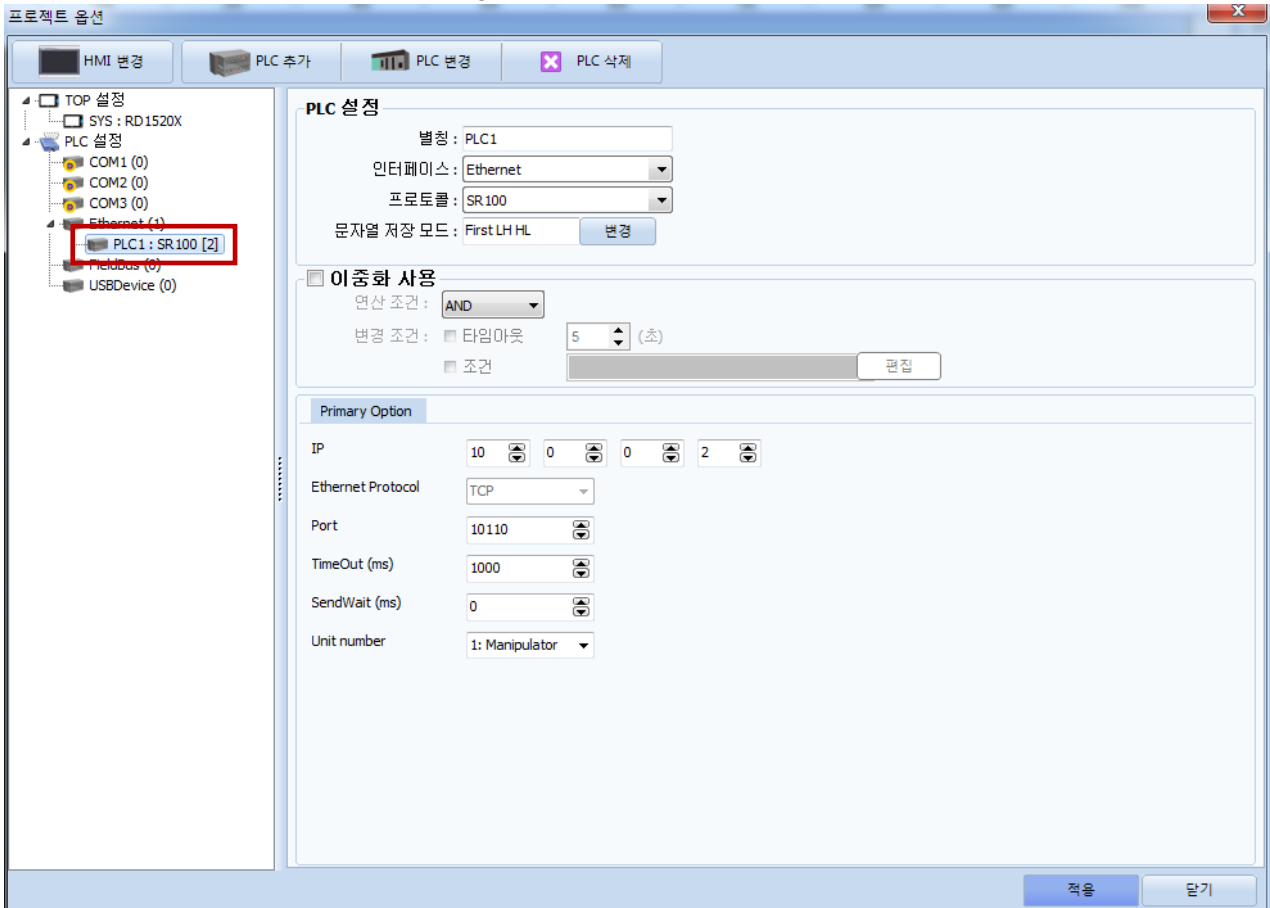 프로젝트 옵션
X
HMI 변경 PLC 추가 PLC 변경 PLC 삭제
TOP 설정
SYS : RD1520X
PLC 설정
COM1 (0)
COM2 (0)
COM3 (0)
Ethernet (1)
PLC1 : SR100 [2]
FieldBus (0)
USBDevice (0)
PLC 설정
별칭 : PLC1
인터페이스 : Ethernet
프로토콜 : SR100
문자열 저장 모드 : First LH HL 변경
이중화 사용
연산 조건 : AND
변경 조건 : 타임아웃 5 (초)
조건 편집
Primary Option
IP 10 0 0 2
Ethernet Protocol TCP
Port 10110
TimeOut (ms) 1000
SendWait (ms) 0
Unit number 1: Manipulator
적용 닫기